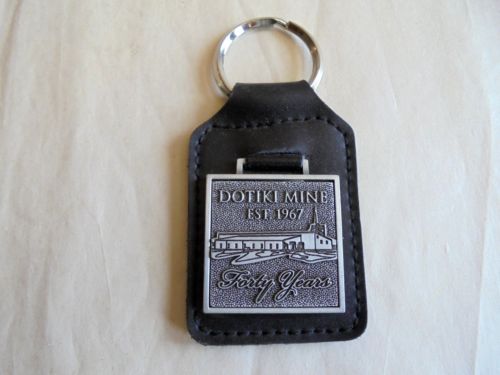 DOTIKI MINE
EST. 1967
Forty Years